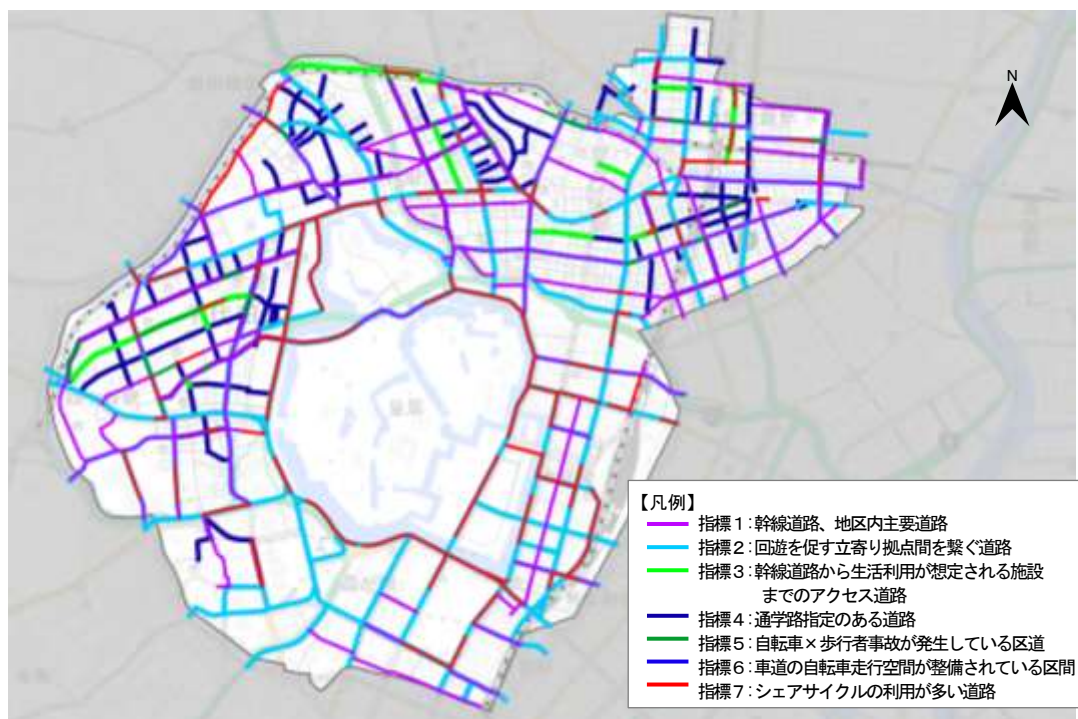 N
【凡例】
指標1:幹線道路、地区内主要道路
指標2:回遊を促す立寄り拠点間を繋ぐ道路
指標3:幹線道路から生活利用が想定される施設
までのアクセス道路
指標4:通学路指定のある道路
指標5:自転車×歩行者事故が発生している区道
指標6:車道の自転車走行空間が整備されている区間
指標7:シェアサイクルの利用が多い道路